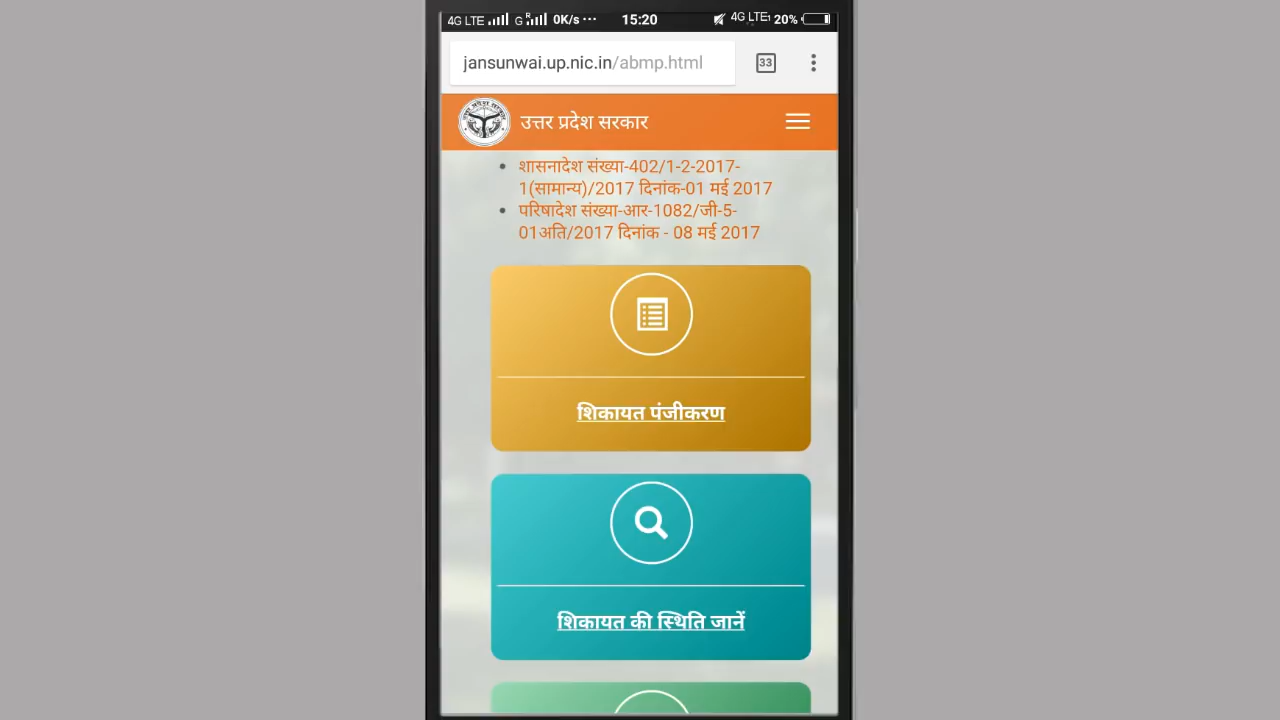 4G LTE G R 0K/s ··· 15:20 4G LTE 20%
jansunwai.up.nic.in/abmp.html 33
उत्तर प्रदेश सरकार
शासनादेश संख्या-402/1-2-2017-
1(सामान्य)/2017 दिनांक-01 मई 2017
परिषादेश संख्या-आर-1082/जी-5-
01अति/2017 दिनांक - 08 मई 2017
शिकायत पंजीकरण
शिकायत की स्थिति जानें